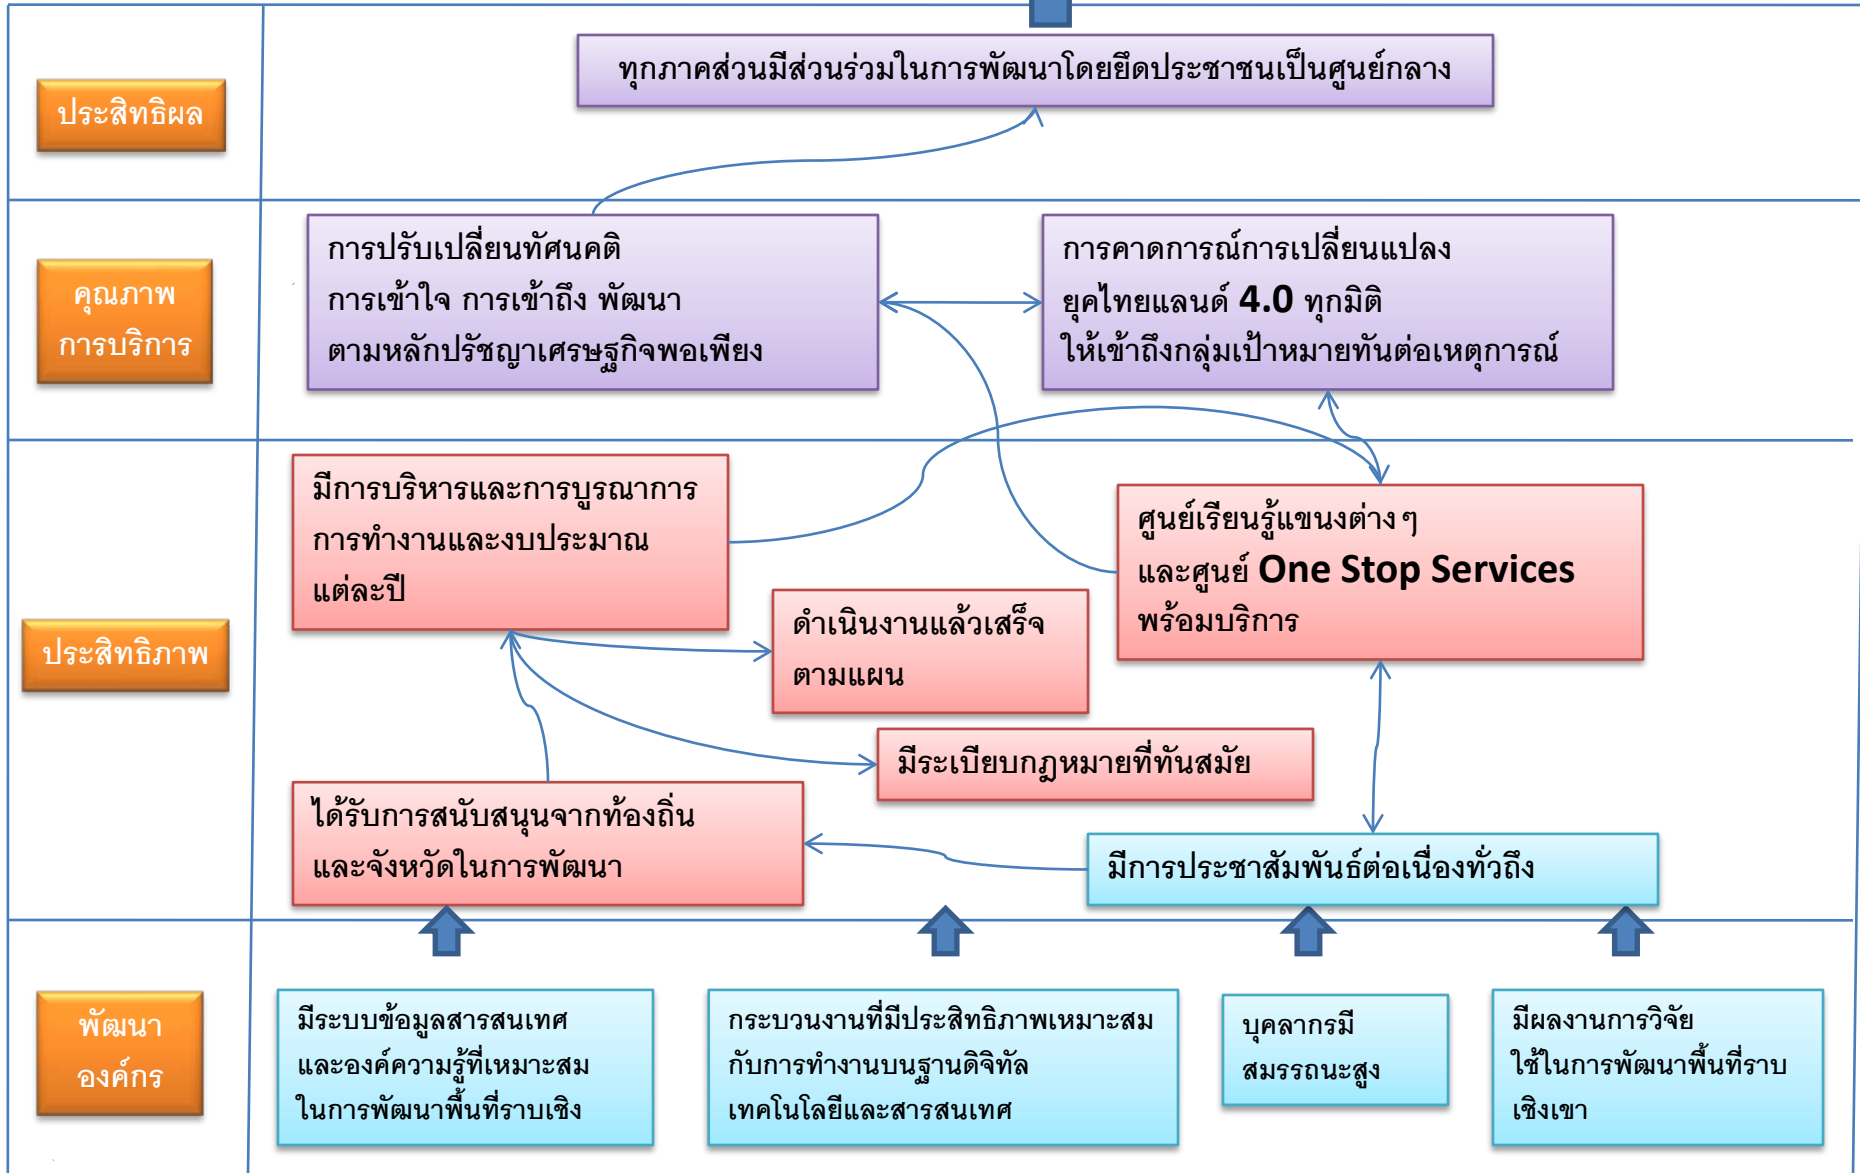 ประสิทธิผล
ทุกภาคส่วนมีส่วนร่วมในการพัฒนาโดยยึดประชาชนเป็นศูนย์กลาง
คุณภาพ
การบริการ
การปรับเปลี่ยนทัศนคติ
การเข้าใจ การเข้าถึง พัฒนา
ตามหลักปรัชญาเศรษฐกิจพอเพียง
การคาดการณ์การเปลี่ยนแปลง
ยุคไทยแลนด์ 4.0 ทุกมิติ
ให้เข้าถึงกลุ่มเป้าหมายทันต่อเหตุการณ์
ประสิทธิภาพ
มีการบริหารและการบูรณาการ
การทำงานและงบประมาณ
แต่ละปี
ศูนย์เรียนรู้แขนงต่างๆ
และศูนย์ One Stop Services
พร้อมบริการ
ดำเนินงานแล้วเสร็จ
ตามแผน
มีระเบียบกฎหมายที่ทันสมัย
ได้รับการสนับสนุนจากท้องถิ่น
และจังหวัดในการพัฒนา
มีการประชาสัมพันธ์ต่อเนื่องทั่วถึง
พัฒนา
องค์กร
มีระบบข้อมูลสารสนเทศ
และองค์ความรู้ที่เหมาะสม
ในการพัฒนาพื้นที่ราบเชิง
กระบวนงานที่มีประสิทธิภาพเหมาะสม
กับการทำงานบนฐานดิจิทัล
เทคโนโลยีและสารสนเทศ
บุคลากรมี
สมรรถนะสูง
มีผลงานการวิจัย
ใช้ในการพัฒนาพื้นที่ราบ
เชิงเขา